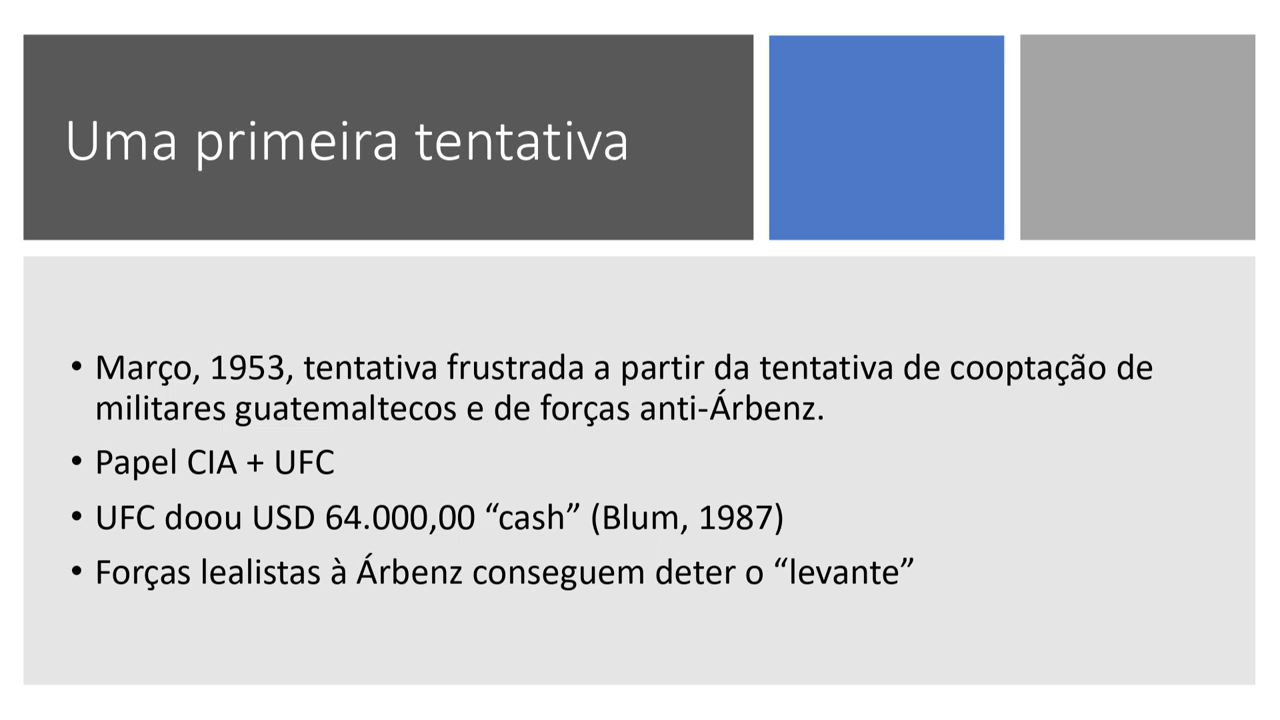 Uma primeira tentativa
• Março, 1953, tentativa frustrada a partir da tentativa de cooptação de
militares guatemaltecos e de forças anti-Árbenz.
• Papel CIA + UFC
• UFC doou USD 64.000,00 “cash” (Blum, 1987)
• Forças lealistas à Árbenz conseguem deter o “levante”